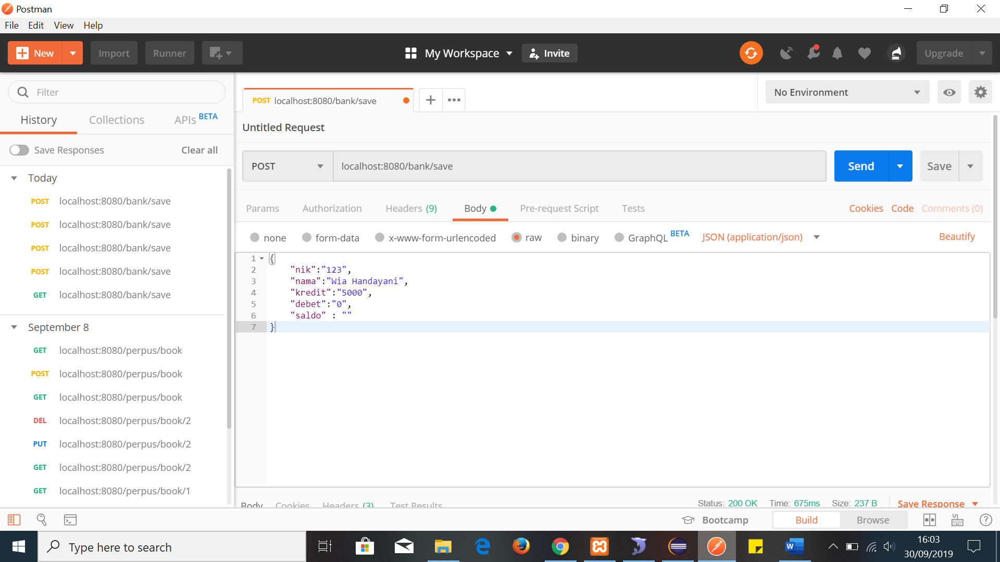 Postman
File Edit View Help
New Import Runner My Workspace Invite Upgrade
Filter
History Collections APIs BETA
Save Responses Clear all
Today
POST localhost:8080/bank/save
POST localhost:8080/bank/save
POST localhost:8080/bank/save
POST localhost:8080/bank/save
GET localhost:8080/bank/save
September 8
GET localhost:8080/perpus/book
POST localhost:8080/perpus/book
GET localhost:8080/perpus/book
DEL localhost:8080/perpus/book/2
PUT localhost:8080/perpus/book/2
GET localhost:8080/perpus/book/2
GET localhost:8080/perpus/book/1
POST localhost:8080/bank/save
No Environment
Untitled Request
POST localhost:8080/bank/save Send Save
Params Authorization Headers (9) Body Pre-request Script Tests Cookies Code Comments (0)
none form-data x-www-form-urlencoded raw binary GraphQL BETA JSON (application/json) Beautify
1 {
2 "nik":"123",
3 "nama":"Wia Handayani",
4 "kredit":"5000",
5 "debet":"0",
6 "saldo" : ""
7 }
Body Cookies Headers (3) Test Results Status: 200 OK Time: 675ms Size: 237 B Save Response
Bootcamp Build Browse
Type here to search
16:03
30/09/2019